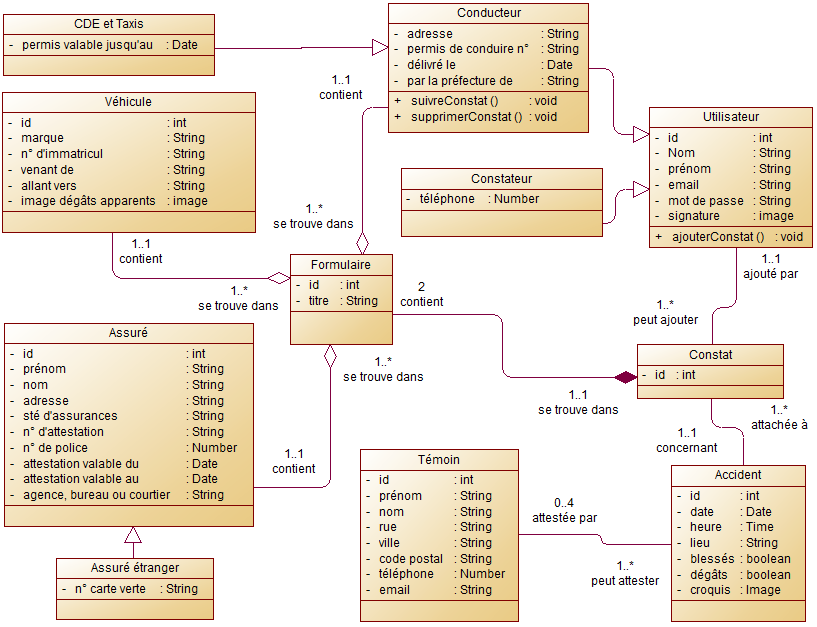 CDE et Taxis
- permis valable jusqu'au : Date
Conducteur
- adresse : String
- permis de conduire n° : String
- délivré le : Date
- par la préfecture de : String
+ suivreConstat () : void
+ supprimerConstat () : void
Véhicule
- id : int
- marque : String
- n° d'immatricul : String
- venant de : String
- allant vers : String
- image dégâts apparents : image
1..1
contient
Utilisateur
- id : int
- Nom : String
- prénom : String
- email : String
- mot de passe : String
- signature : image
+ ajouterConstat () : void
Constateur
- téléphone : Number
1..*
se trouve dans
1..1
contient
1..*
se trouve dans
Formulaire
- id : int
- titre : String
2
contient
1..1
ajouté par
1..*
peut ajouter
Assuré
- id : int
- prénom : String
- nom : String
- adresse : String
- sté d'assurances : String
- n° d'attestation : String
- n° de police : Number
- attestation valable du : Date
- attestation valable au : Date
- agence, bureau ou courtier : String
1..*
se trouve dans
Constat
- id : int
1..1
se trouve dans
1..*
attachée à
1..1
concernant
1..1
contient
Témoin
- id : int
- prénom : String
- nom : String
- rue : String
- ville : String
- code postal : String
- téléphone : Number
- email : String
0..4
attestée par
1..*
peut attester
Accident
- id : int
- date : Date
- heure : Time
- lieu : String
- blessés : boolean
- dégâts : boolean
- croquis : Image
Assuré étranger
- n° carte verte : String